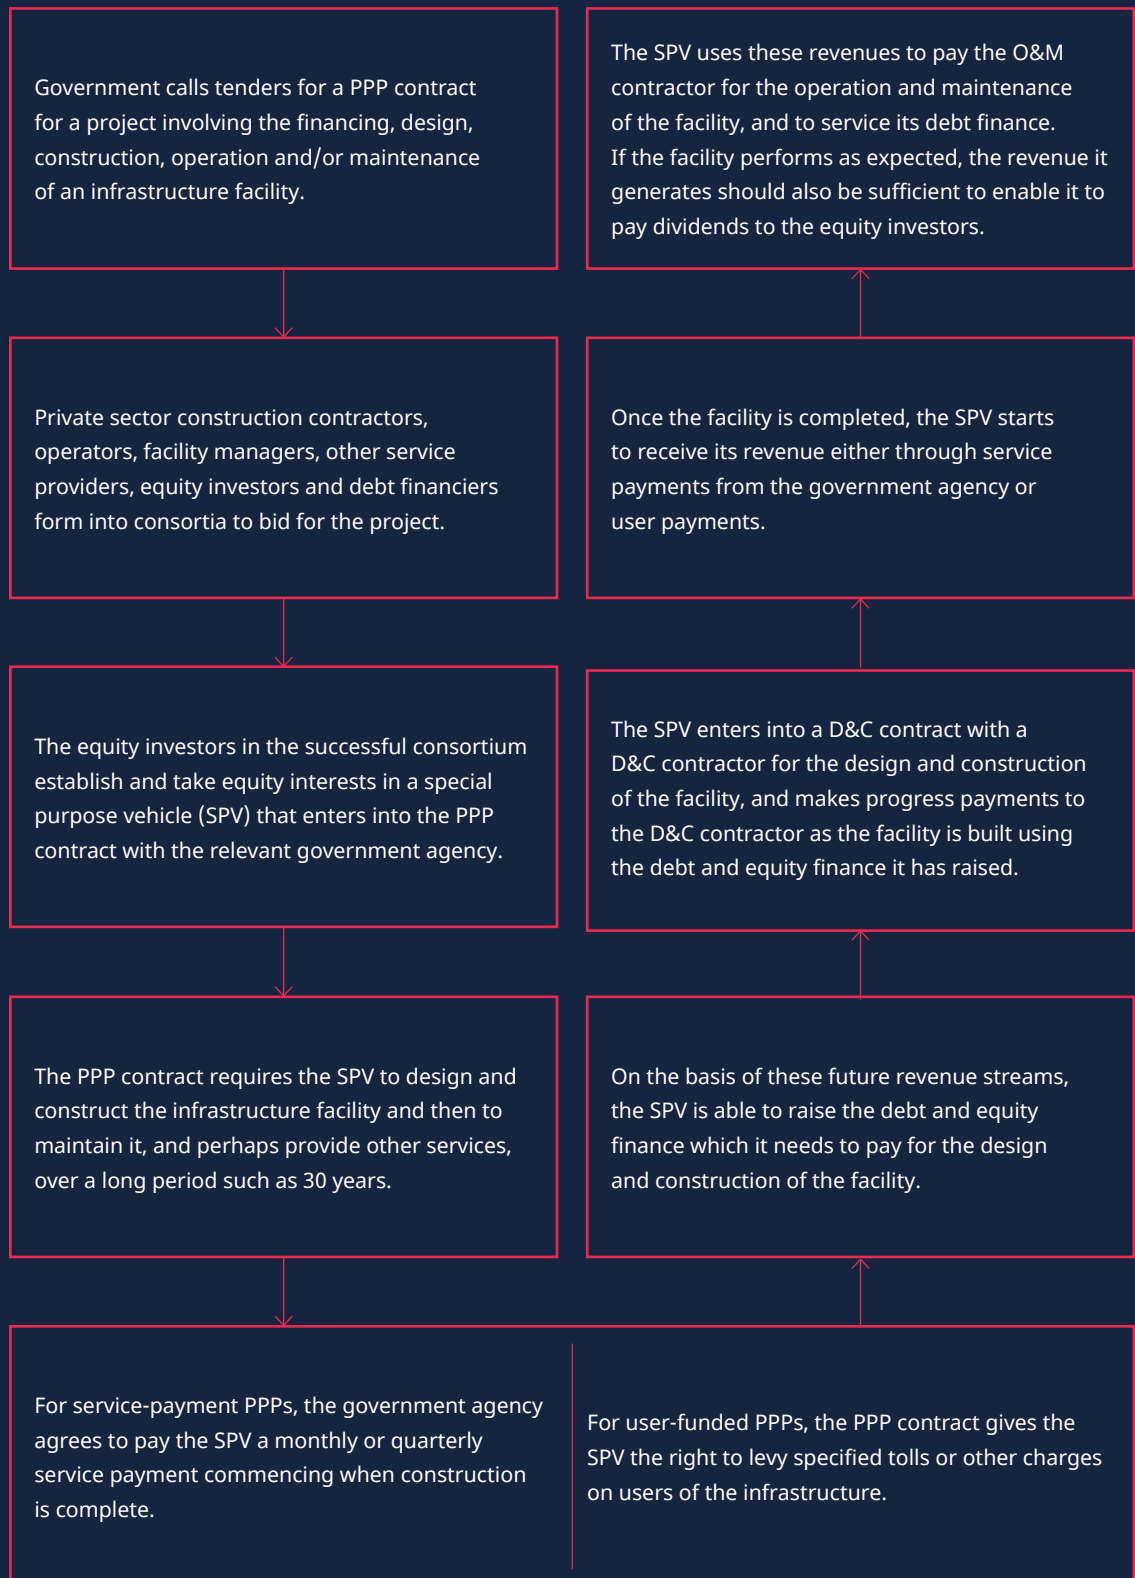 Government calls tenders for a PPP contract
for a project involving the financing, design,
construction, operation and/or maintenance
of an infrastructure facility.
Private sector construction contractors,
operators, facility managers, other service
providers, equity investors and debt financiers
form into consortia to bid for the project.
The equity investors in the successful consortium
establish and take equity interests in a special
purpose vehicle (SPV) that enters into the PPP
contract with the relevant government agency.
The PPP contract requires the SPV to design and
construct the infrastructure facility and then to
maintain it, and perhaps provide other services,
over a long period such as 30 years.
For service-payment PPPs, the government agency
agrees to pay the SPV a monthly or quarterly
service payment commencing when construction
is complete.
For user-funded PPPs, the PPP contract gives the
SPV the right to levy specified tolls or other charges
on users of the infrastructure.
On the basis of these future revenue streams,
the SPV is able to raise the debt and equity
finance which it needs to pay for the design
and construction of the facility.
The SPV enters into a D&C contract with a
D&C contractor for the design and construction
of the facility, and makes progress payments to
the D&C contractor as the facility is built using
the debt and equity finance it has raised.
Once the facility is completed, the SPV starts
to receive its revenue either through service
payments from the government agency or
user payments.
The SPV uses these revenues to pay the O&M
contractor for the operation and maintenance
of the facility, and to service its debt finance.
If the facility performs as expected, the revenue it
generates should also be sufficient to enable it to
pay dividends to the equity investors.